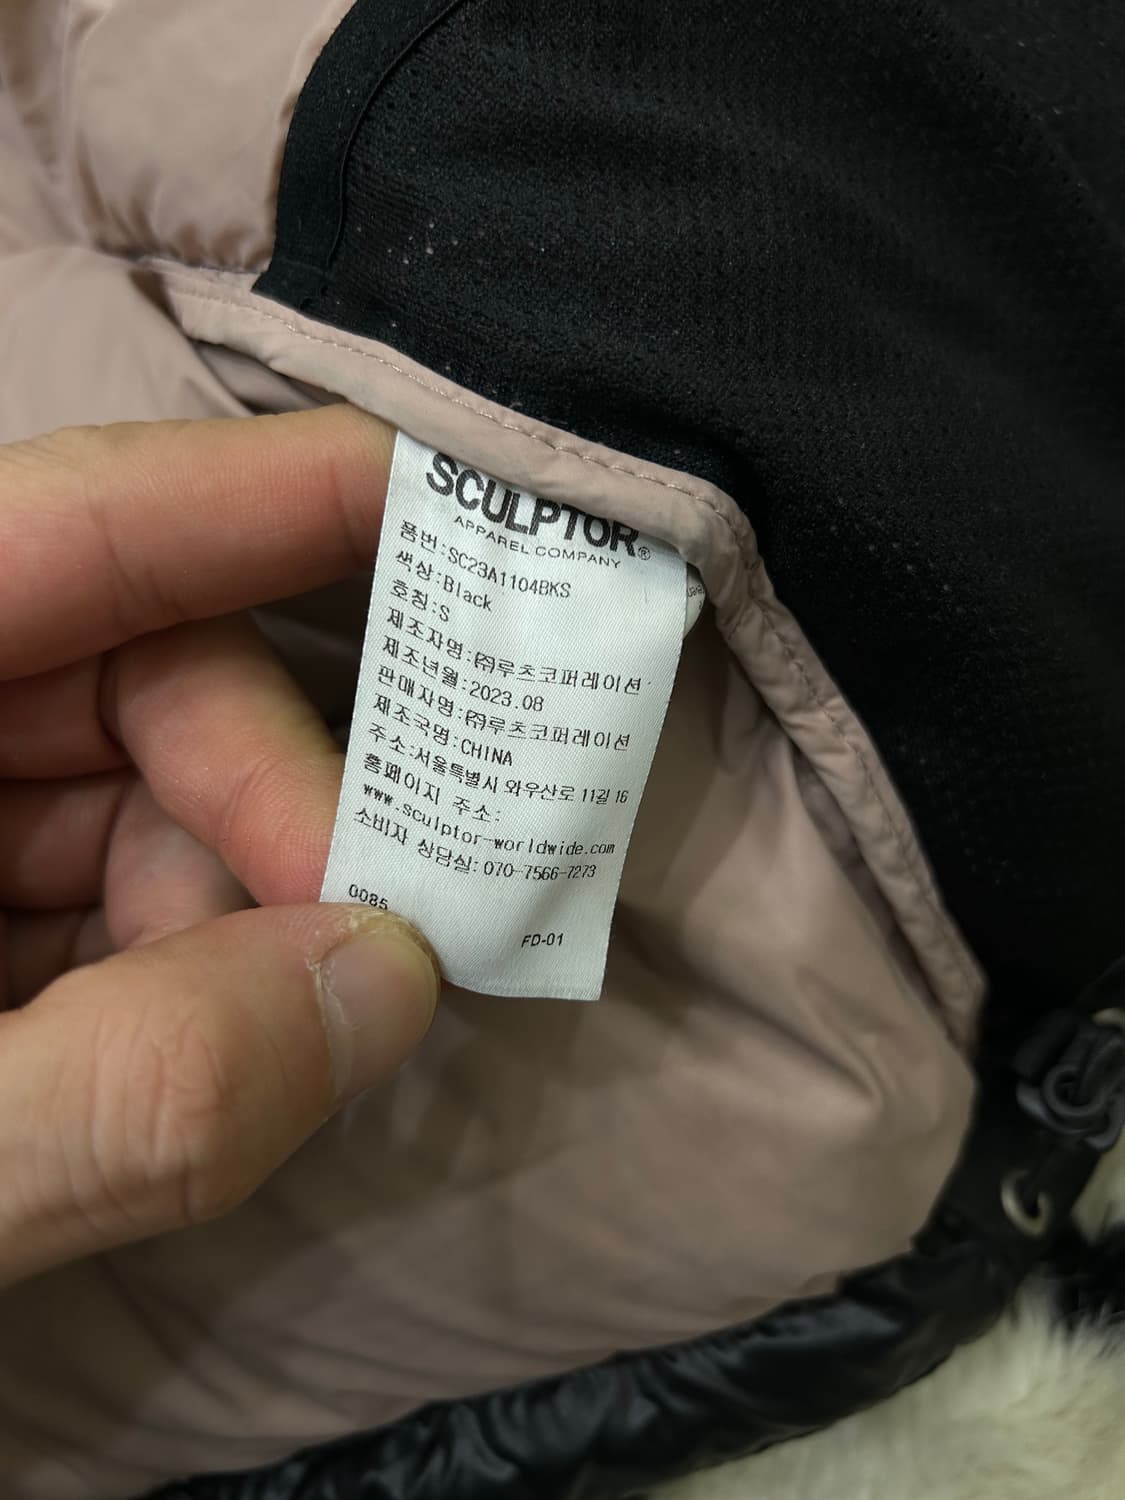 SCULPTOR®
APPAREL COMPANY
품번:SC23A1104BKS
색상:Black
호칭:S
제조자명:㈜루츠코퍼레이션
제조년월:2023.08
판매자명:㈜루츠코퍼레이션
제조국명:CHINA
주소:서울특별시 와우산로 11길 16
홈페이지 주소:
www.sculptor-worldwide.com
소비자 상담실:070-7566-7273
0085
FD-01